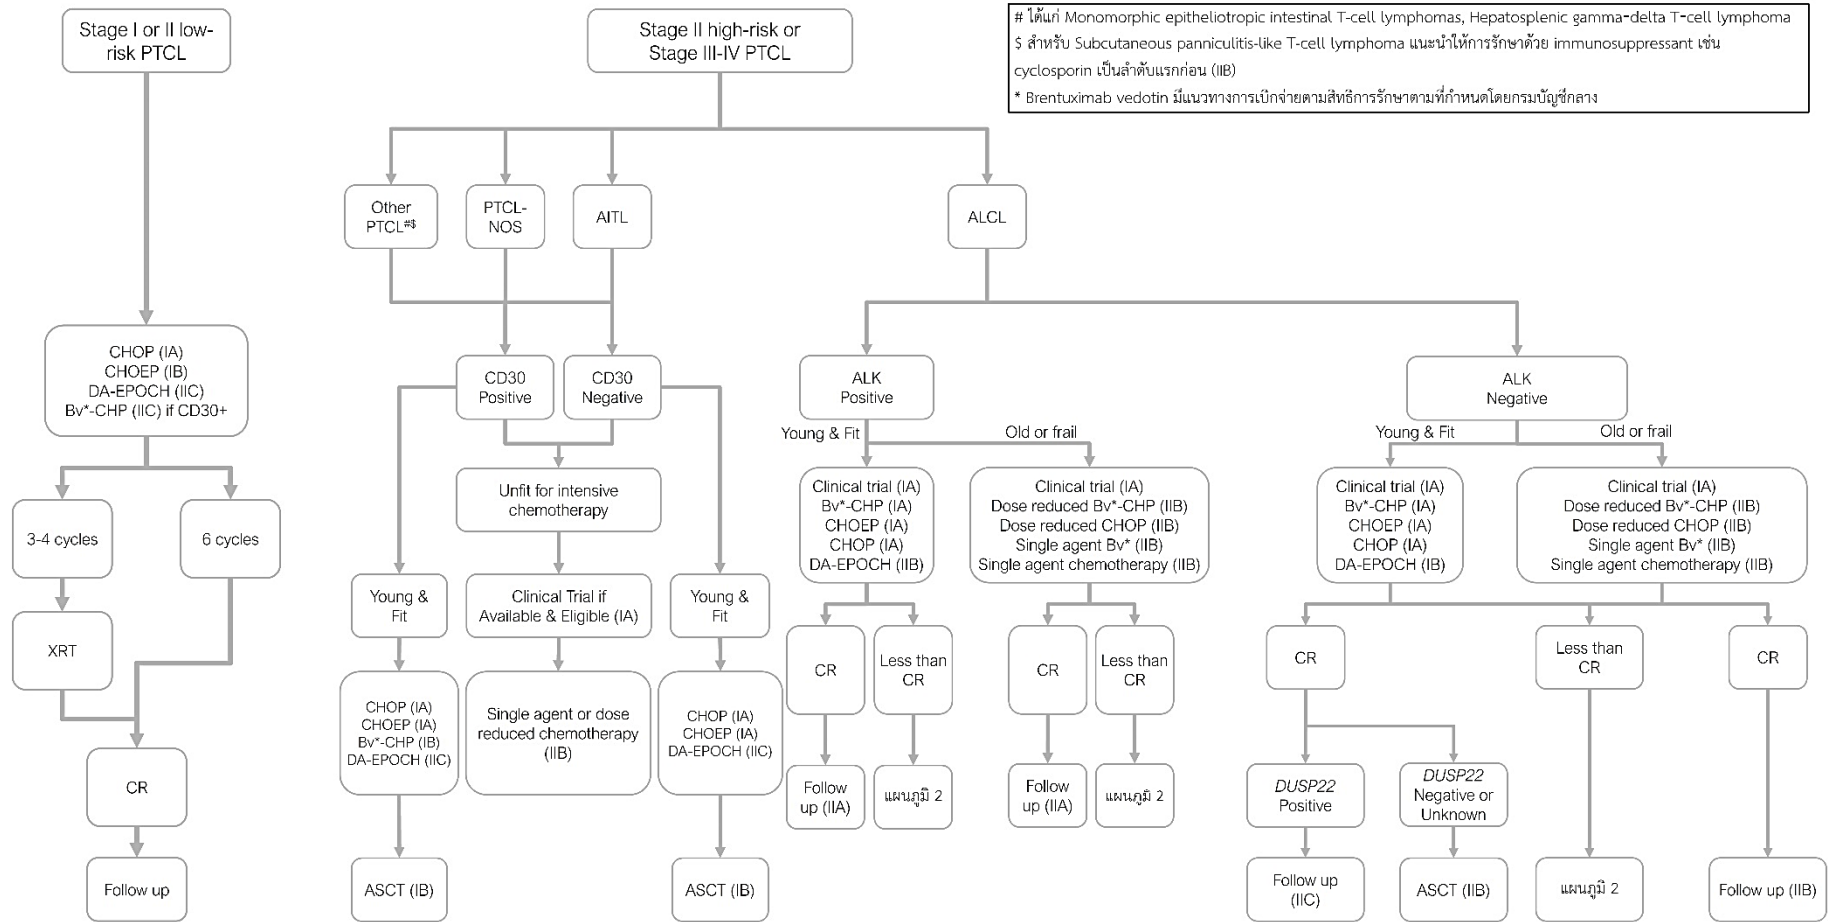 Stage I or II low-
risk PTCL
Stage II high-risk or
Stage III-IV PTCL
# ได้แก่ Monomorphic epitheliotropic intestinal T-cell lymphomas, Hepatosplenic gamma-delta T-cell lymphoma
$ สำหรับ Subcutaneous panniculitis-like T-cell lymphoma แนะนำให้การรักษาด้วย immunosuppressant เช่น
cyclosporin เป็นลำดับแรกก่อน (IIB)
* Brentuximab vedotin มีแนวทางการเบิกจ่ายตามสิทธิการรักษาตามที่กำหนดโดยกรมบัญชีกลาง
Other
PTCL#$
PTCL-
NOS
AITL
ALCL
CHOP (IA)
CHOEP (IB)
DA-EPOCH (IIC)
Bv*-CHP (IIC) if CD30+
3-4 cycles
6 cycles
XRT
CR
Follow up
CD30
Positive
CD30
Negative
Unfit for intensive
chemotherapy
Young &
Fit
Clinical Trial if
Available & Eligible (IA)
Young &
Fit
CHOP (IA)
CHOEP (IA)
Bv*-CHP (IB)
DA-EPOCH (IIC)
Single agent or dose
reduced chemotherapy
(IIB)
CHOP (IA)
CHOEP (IA)
DA-EPOCH (IIC)
ASCT (IB)
ASCT (IB)
ALK
Positive
Young & Fit
Old or frail
Clinical trial (IA)
Bv*-CHP (IA)
CHOEP (IA)
CHOP (IA)
DA-EPOCH (IIB)
Clinical trial (IA)
Dose reduced Bv*-CHP (IIB)
Dose reduced CHOP (IIB)
Single agent Bv* (IIB)
Single agent chemotherapy (IIB)
CR
Less than
CR
CR
Less than
CR
Follow
up (IIA)
แผนภูมิ 2
Follow
up (IIA)
แผนภูมิ 2
ALK
Negative
Young & Fit
Old or frail
Clinical trial (IA)
Bv*-CHP (IA)
CHOEP (IA)
CHOP (IA)
DA-EPOCH (IB)
Clinical trial (IA)
Dose reduced Bv*-CHP (IIB)
Dose reduced CHOP (IIB)
Single agent Bv* (IIB)
Single agent chemotherapy (IIB)
CR
Less than
CR
CR
DUSP22
Positive
DUSP22
Negative or
Unknown
Follow up
(IIC)
ASCT (IIB)
แผนภูมิ 2
Follow up (IIB)